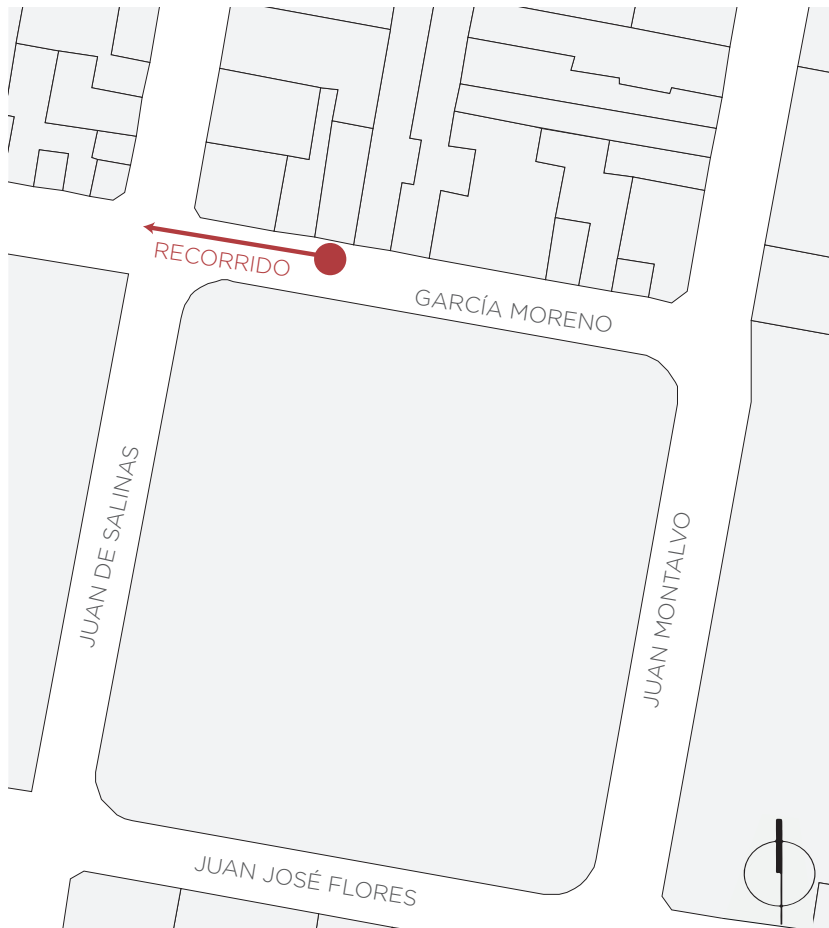 RECORRIDO
GARCÍA MORENO
JUAN DE SALINAS
JUAN MONTALVO
JUAN JOSÉ FLORES